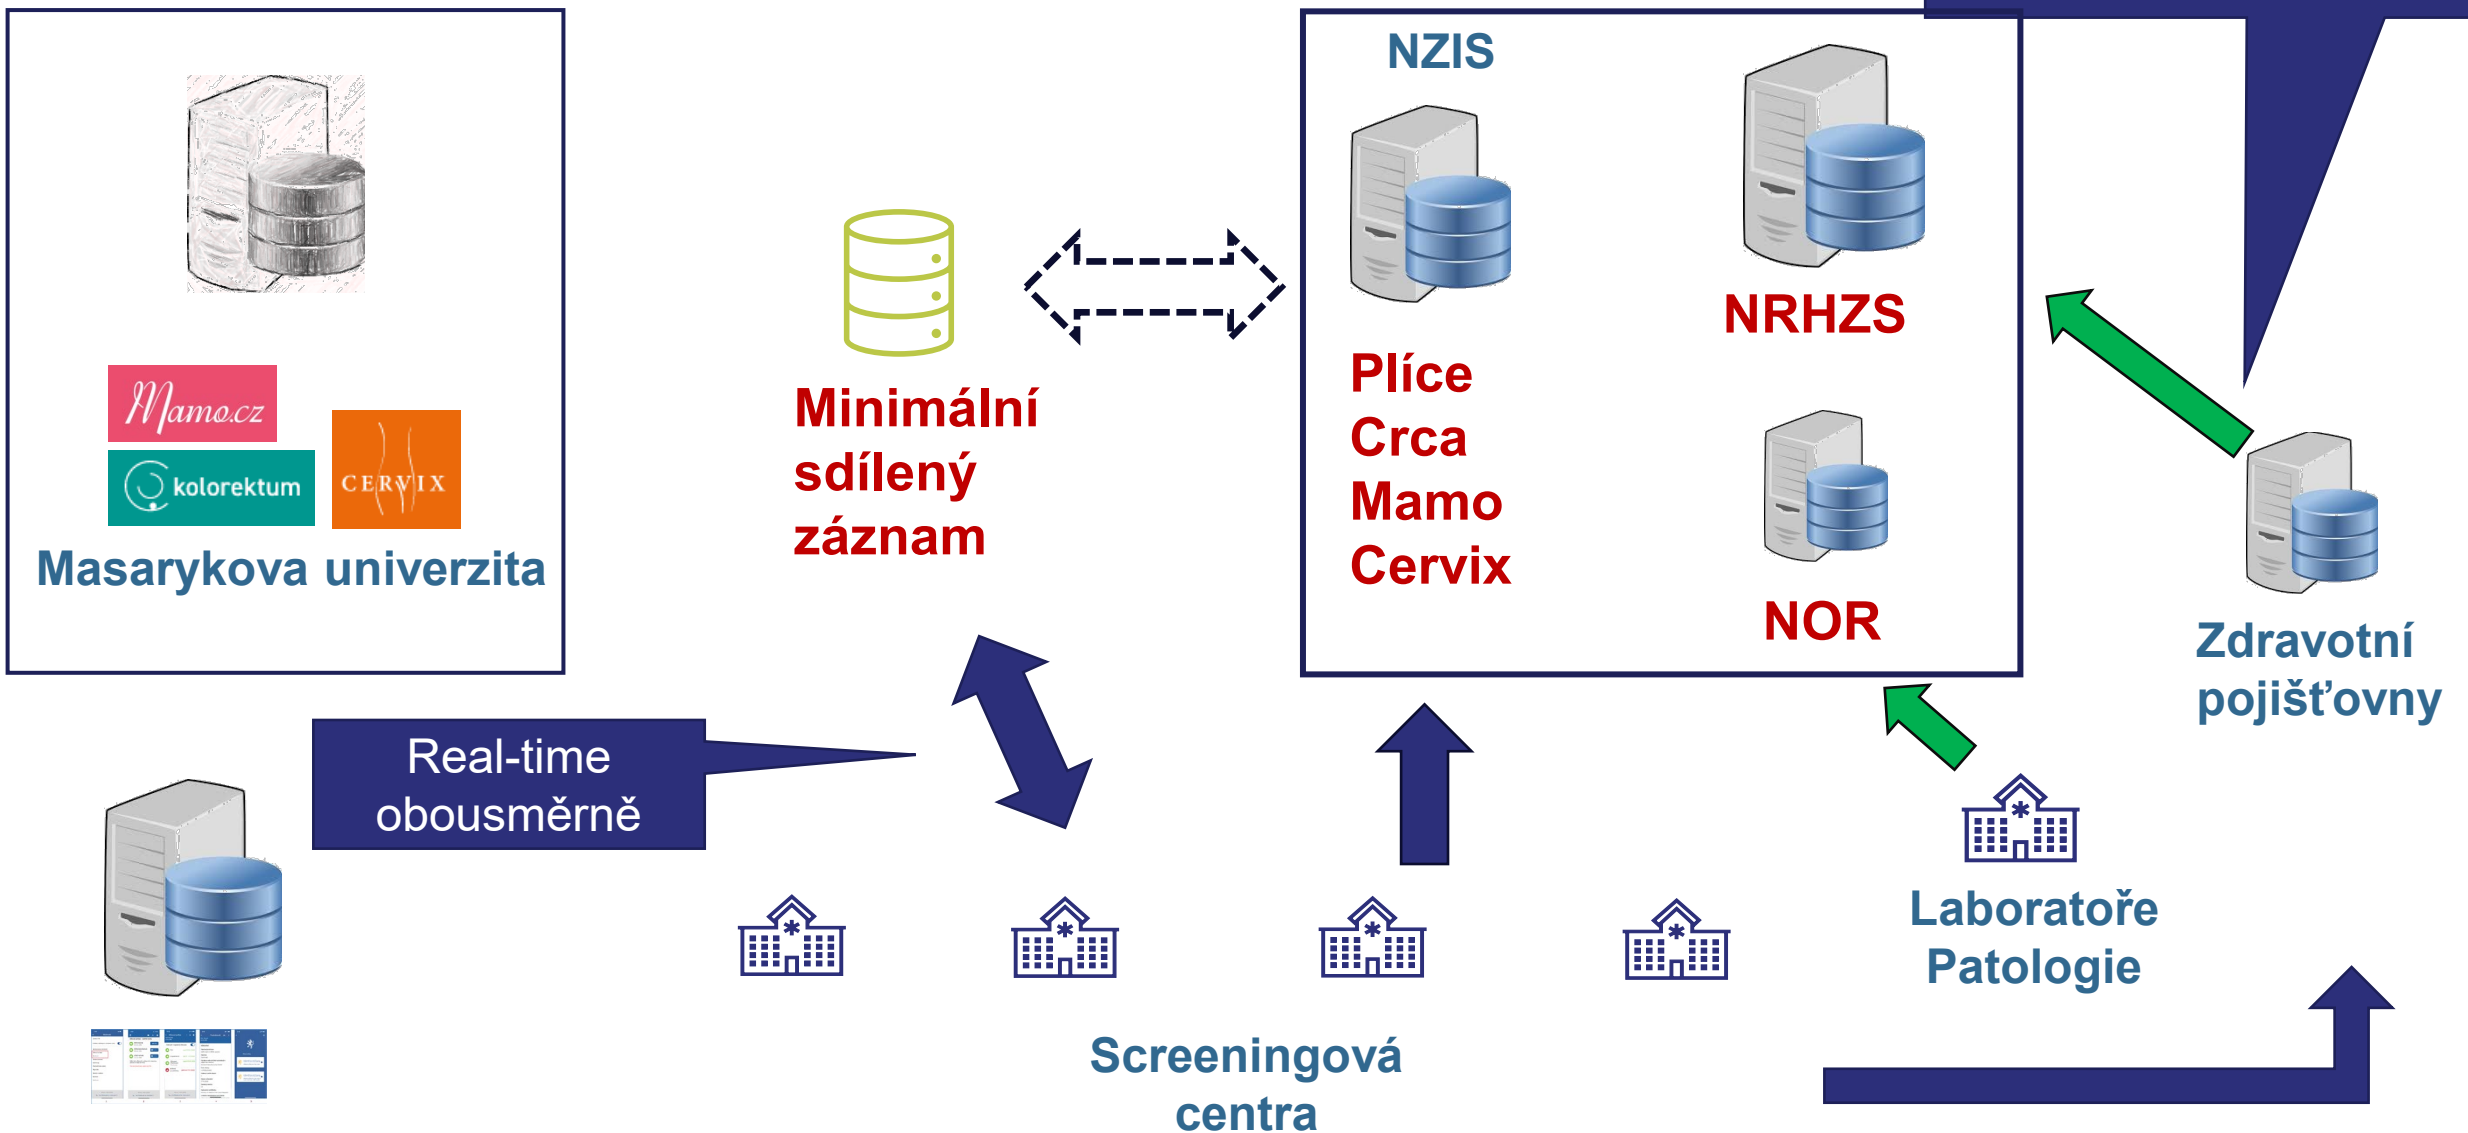 Mamo.cz
kolorektum
CERVIX
Masarykova univerzita
Minimální
sdílený
záznam
NZIS
NRHZS
Plíce
Crca
Mamo
Cervix
NOR
Zdravotní
pojišťovny
Real-time
obousměrně
Laboratoře
Patologie
Screeningová
centra